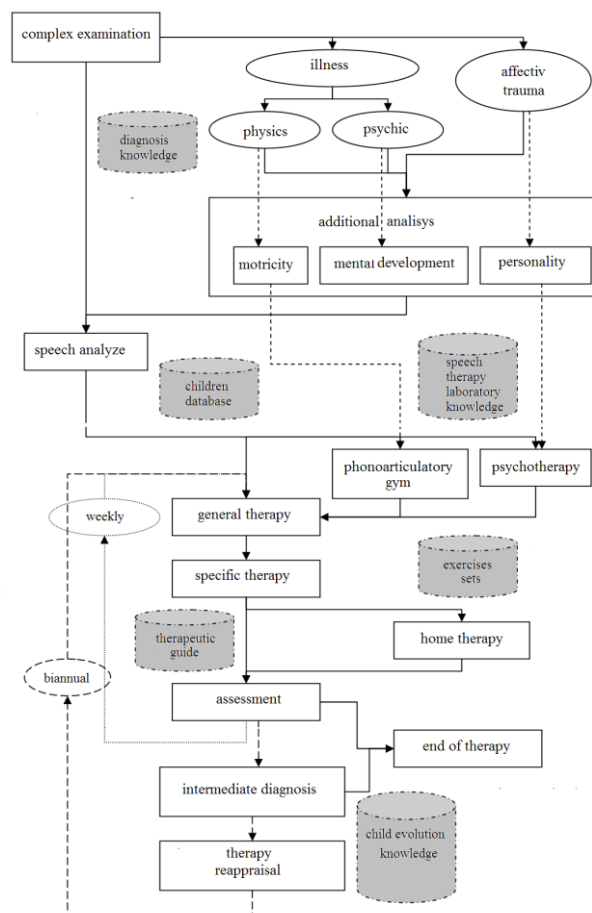 complex examination
illness
affectiv
trauma
physics
psychic
diagnosis
knowledge
additional analisys
motricity
mental development
personality
speech analyze
children
database
speech
therapy
laboratory
knowledge
phonoarticulatory
gym
psychotherapy
weekly
general therapy
specific therapy
exercises
sets
therapeutic
guide
home therapy
biannual
assessment
end of therapy
intermediate diagnosis
child evolution
knowledge
therapy
reappraisal